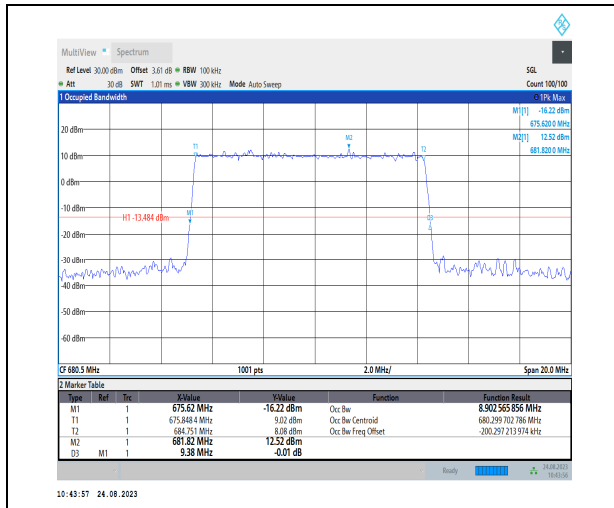 MultiView Spectrum
Ref Level 30.00 dBm Offset 3.61 dB RBW 100 kHz SGL
Att 30 dB SWT 1.01 ms VBW 300 kHz Mode Auto Sweep Count 100/100
1 Occupied Bandwidth 1Pk Max
M1[1] -16.22 dBm
675.620 0 MHz
M2[1] 12.52 dBm
681.820 0 MHz
20 dBm
M2
T1 T2
10 dBm
0 dBm
-10 dBm
M1
H1 -13.484 dBm D3
-20 dBm
-30 dBm
-40 dBm
-50 dBm
-60 dBm
CF 680.5 MHz 1001 pts 2.0 MHz/ Span 20.0 MHz
2 Marker Table
Type Ref Trc X-Value Y-Value Function Function Result
M1 1 675.62 MHz -16.22 dBm Occ Bw 8.902 565 856 MHz
T1 1 675.848 4 MHz 9.02 dBm Occ Bw Centroid 680.299 702 786 MHz
T2 1 684.751 MHz 8.08 dBm Occ Bw Freq Offset -200.297 213 974 kHz
M2 1 681.82 MHz 12.52 dBm
D3 M1 1 9.38 MHz -0.01 dB
Ready 24.08.2023
10:43:56
10:43:57 24.08.2023